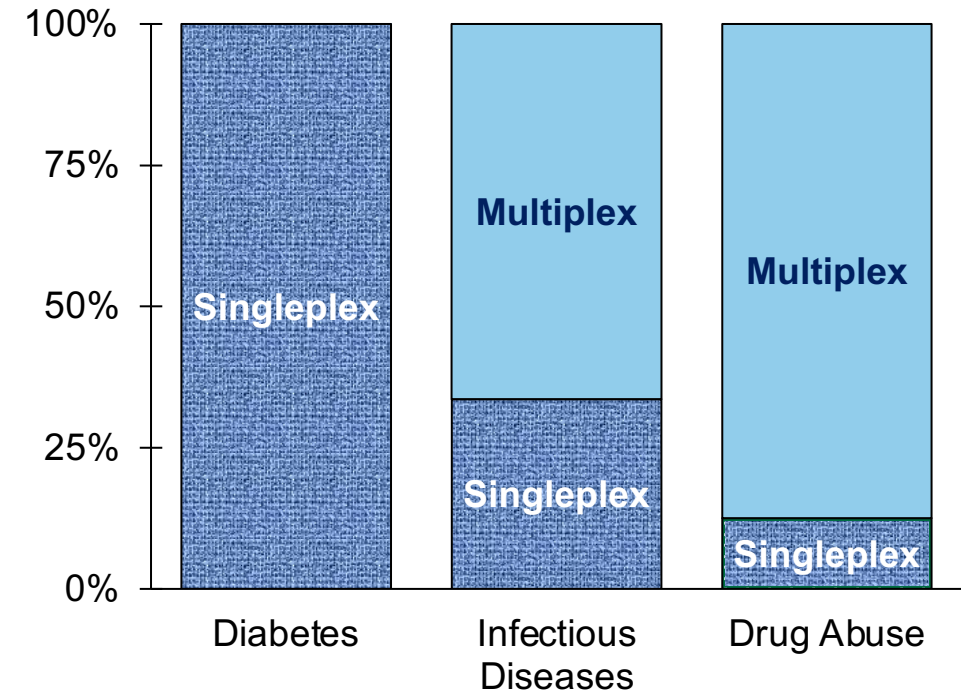 100%
75%
50%
25%
0%
Singleplex
Multiplex
Singleplex
Multiplex
Singleplex
Diabetes
Infectious
Diseases
Drug Abuse